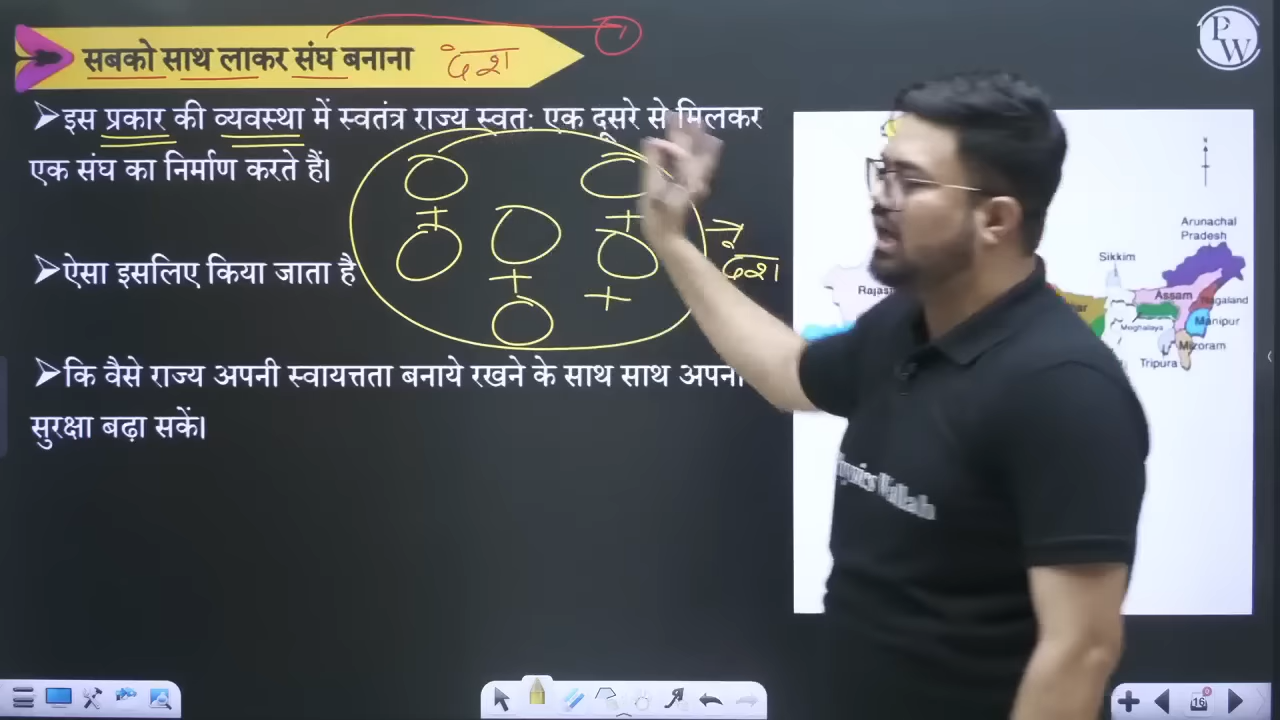 सबको साथ लाकर संघ बनाना देश
PW
➤इस प्रकार की व्यवस्था में स्वतंत्र राज्य स्वतः एक दूसरे से मिलकर
एक संघ का निर्माण करते हैं।
➤ऐसा इसलिए किया जाता है
देश
➤कि वैसे राज्य अपनी स्वायत्तता बनाये रखने के साथ साथ अपनी
सुरक्षा बढ़ा सकें।
Arunachal
Pradesh
Sikkim
Assam
Nagaland
Meghalaya
Manipur
Mizoram
Tripura
16